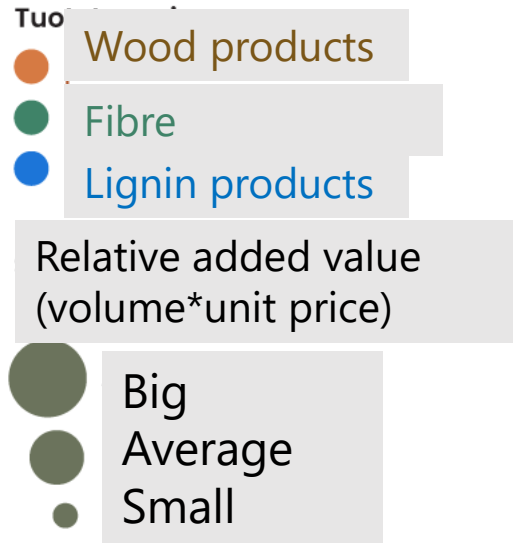 Wood products
Fibre
Lignin products
Relative added value
(volume*unit price)
Big
Average
Small